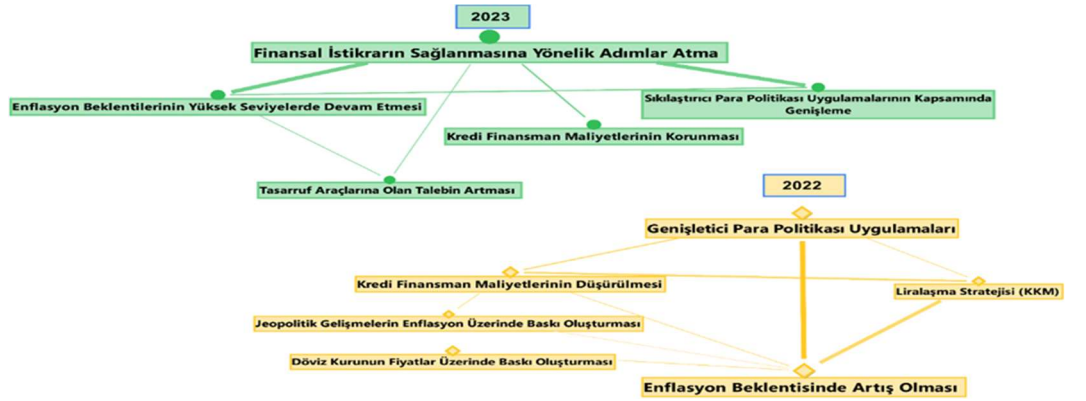 2023
Finansal İstikrarın Sağlanmasına Yönelik Adımlar Atma
Enflasyon Beklentilerinin Yüksek Seviyelerde Devam Etmesi
Sıkılaştırıcı Para Politikası Uygulamalarının Kapsamında
Genişleme
Kredi Finansman Maliyetlerinin Korunması
Tasarruf Araçlarına Olan Talebin Artması
2022
Genişletici Para Politikası Uygulamaları
Kredi Finansman Maliyetlerinin Düşürülmesi
Liralaşma Stratejisi (KKM)
Jeopolitik Gelişmelerin Enflasyon Üzerinde Baskı Oluşturması
Döviz Kurunun Fiyatlar Üzerinde Baskı Oluşturması
Enflasyon Beklentisinde Artış Olması